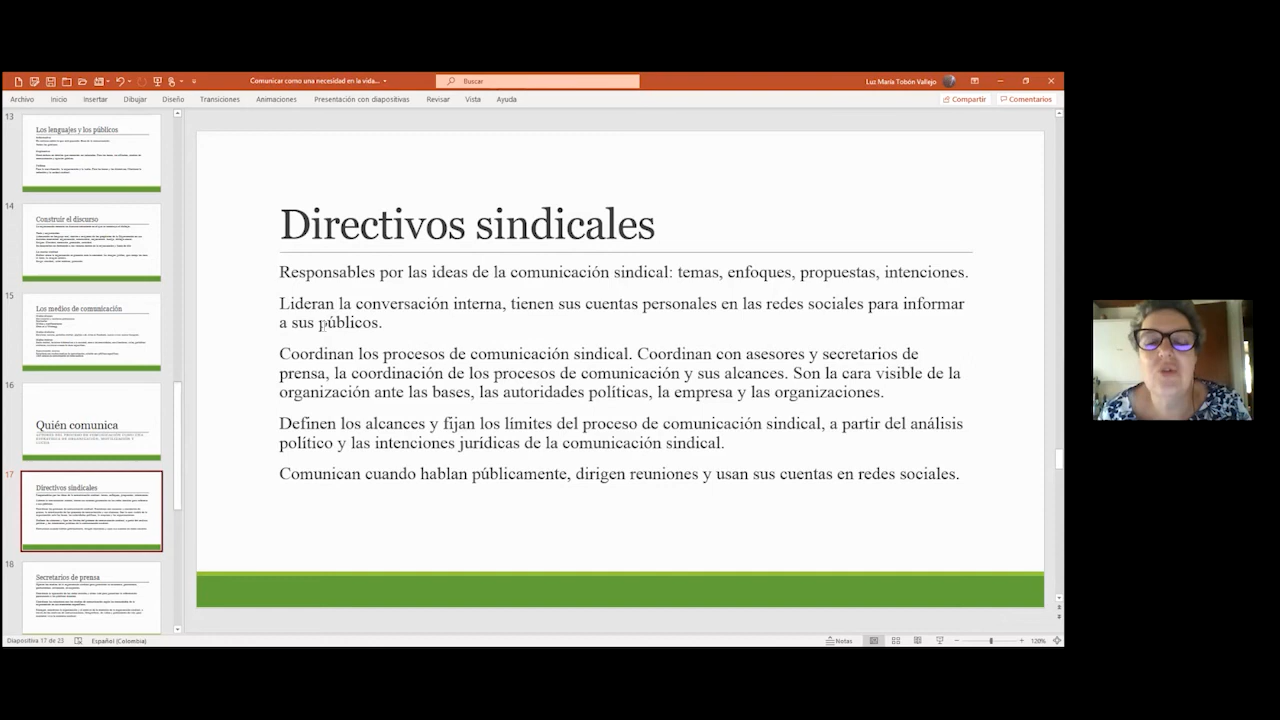 Comunicar como una necesidad en la vida...
Buscar
Luz María Tobón Vallejo
Archivo Inicio Insertar Dibujar Diseño Transiciones Animaciones Presentación con diapositivas Revisar Vista Ayuda
Compartir Comentarios
13
Los lenguajes y los públicos
14
Construir el discurso
15
Los medios de comunicación
16
Quién comunica
17
Directivos sindicales
18
Secretarios de prensa
Directivos sindicales
Responsables por las ideas de la comunicación sindical: temas, enfoques, propuestas, intenciones.
Lideran la conversación interna, tienen sus cuentas personales en las redes sociales para informar
a sus públicos.
Coordinan los procesos de comunicación sindical. Coordinan con asesores y secretarios de
prensa, la coordinación de los procesos de comunicación y sus alcances. Son la cara visible de la
organización ante las bases, las autoridades políticas, la empresa y las organizaciones.
Definen los alcances y fijan los límites del proceso de comunicación sindical, a partir del análisis
político y las intenciones jurídicas de la comunicación sindical.
Comunican cuando hablan públicamente, dirigen reuniones y usan sus cuentas en redes sociales.
Diapositiva 17 de 23 Español (Colombia)
Notas
120%